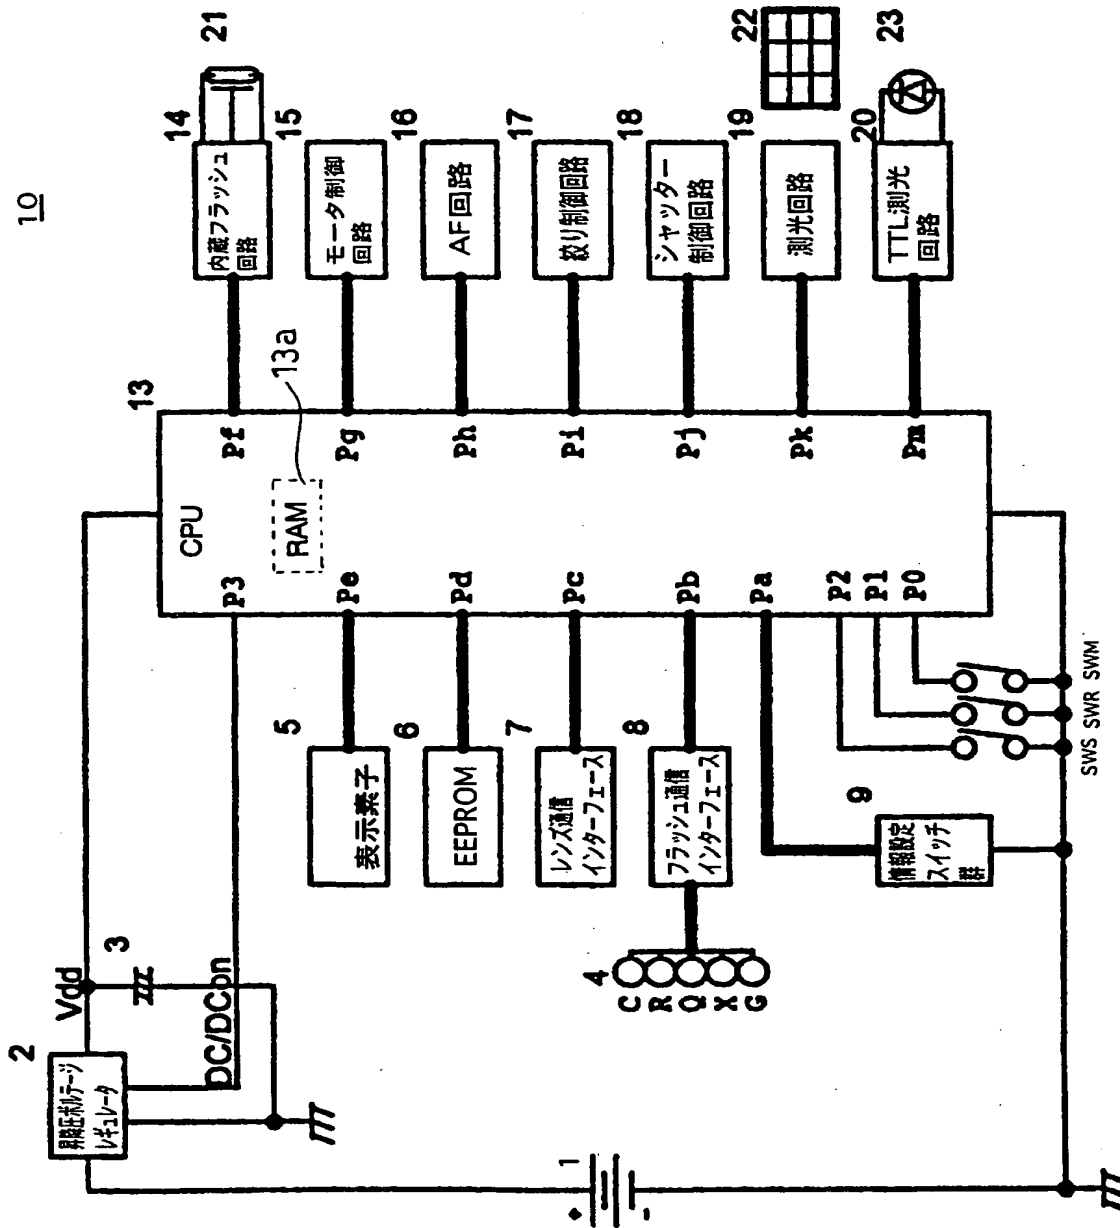 10
1
+
-
2
昇降圧ボルテージ
レギュレータ
Vdd
3
DC/DCon
4
C
R
Q
X
G
5
表示素子
6
EEPROM
7
レンズ通信
インターフェース
8
フラッシュ通信
インターフェース
9
情報設定
スイッチ
群
SWS
SWR
SWM
13
CPU
RAM
13a
P3
Pe
Pd
Pc
Pb
Pa
P2
P1
P0
Pf
Pg
Ph
Pi
Pj
Pk
Pm
14
内蔵フラッシュ
回路
21
15
モータ制御
回路
16
AF回路
17
絞り制御回路
18
シャッター
制御回路
19
測光回路
22
20
TTL測光
回路
23